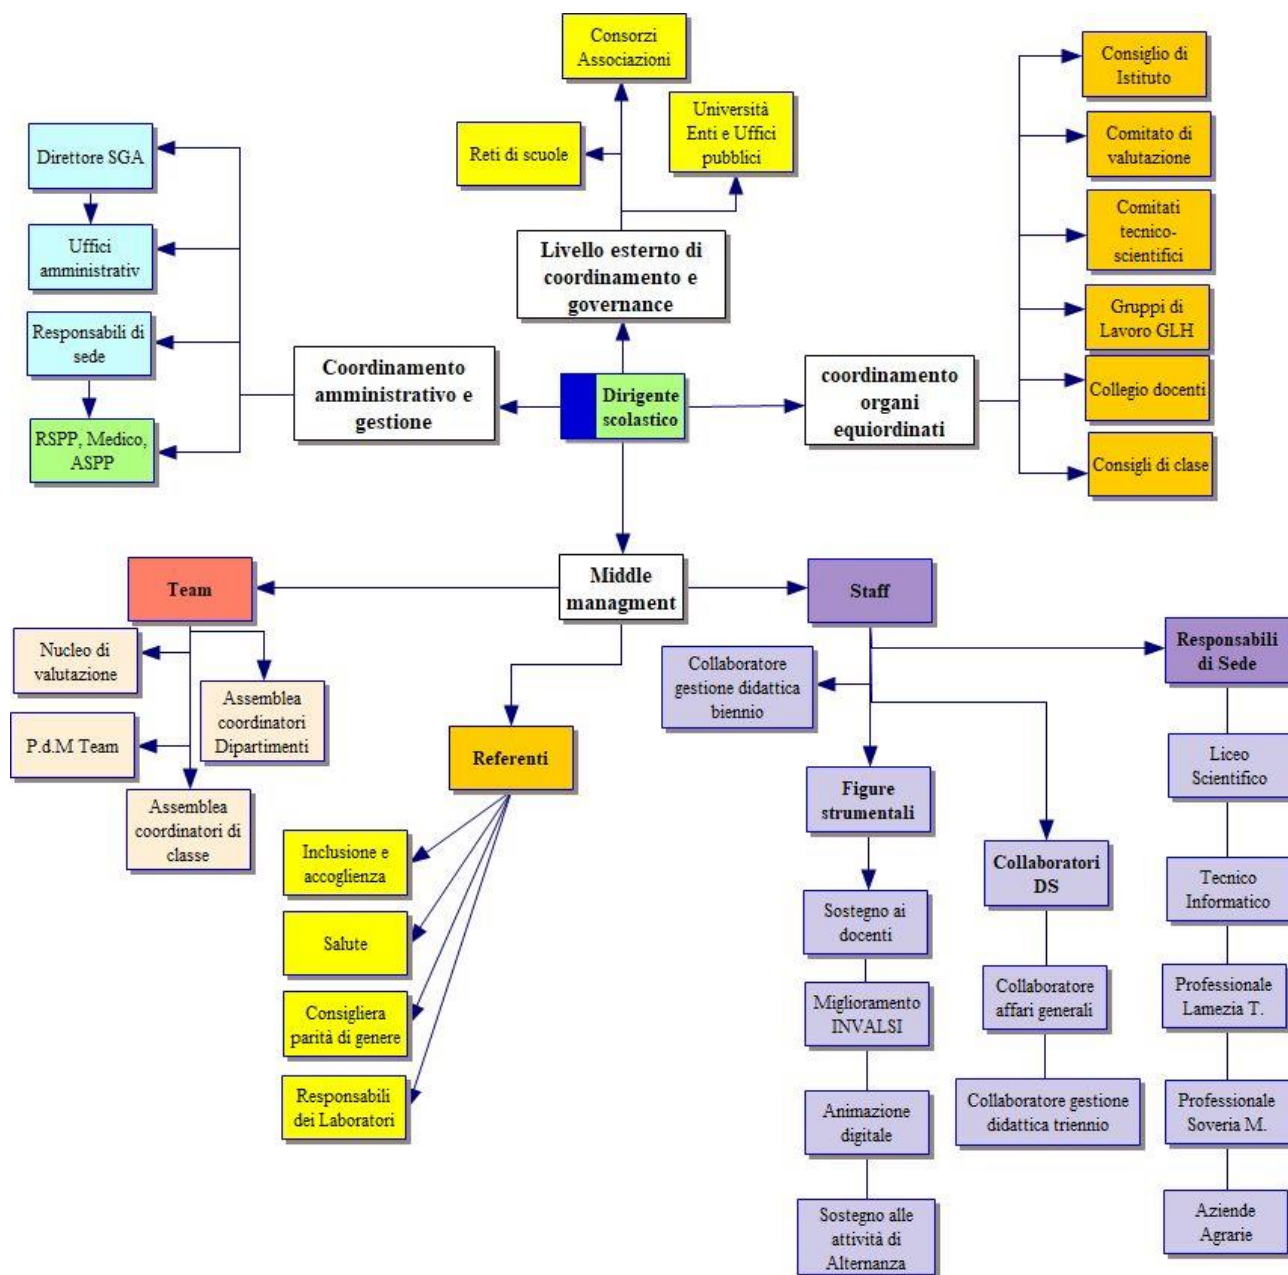 Consorzi
Associazioni
Università
Enti e Uffici
pubblici
Reti di scuole
Livello esterno di
coordinamento e
governance
Direttore SGA
Uffici
amministrativ
Responsabili di
sede
RSPP, Medico,
ASPP
Coordinamento
amministrativo e
gestione
Dirigente
scolastico
coordinamento
organi
equiordinati
Consiglio di
Istituto
Comitato di
valutazione
Comitati
tecnico-
scientifici
Gruppi di
Lavoro GLH
Collegio docenti
Consigli di clase
Middle
managment
Team
Nucleo di
valutazione
Assemblea
coordinatori
Dipartimenti
P.d.M Team
Assemblea
coordinatori di
classe
Referenti
Inclusione e
accoglienza
Salute
Consigliera
parità di genere
Responsabili
dei Laboratori
Staff
Collaboratore
gestione didattica
biennio
Figure
strumentali
Sostegno ai
docenti
Miglioramento
INVALSI
Animazione
digitale
Sostegno alle
attività di
Alternanza
Collaboratori
DS
Collaboratore
affari generali
Collaboratore gestione
didattica triennio
Responsabili
di Sede
Liceo
Scientifico
Tecnico
Informatico
Professionale
Lamezia T.
Professionale
Soveria M.
Aziende
Agrarie